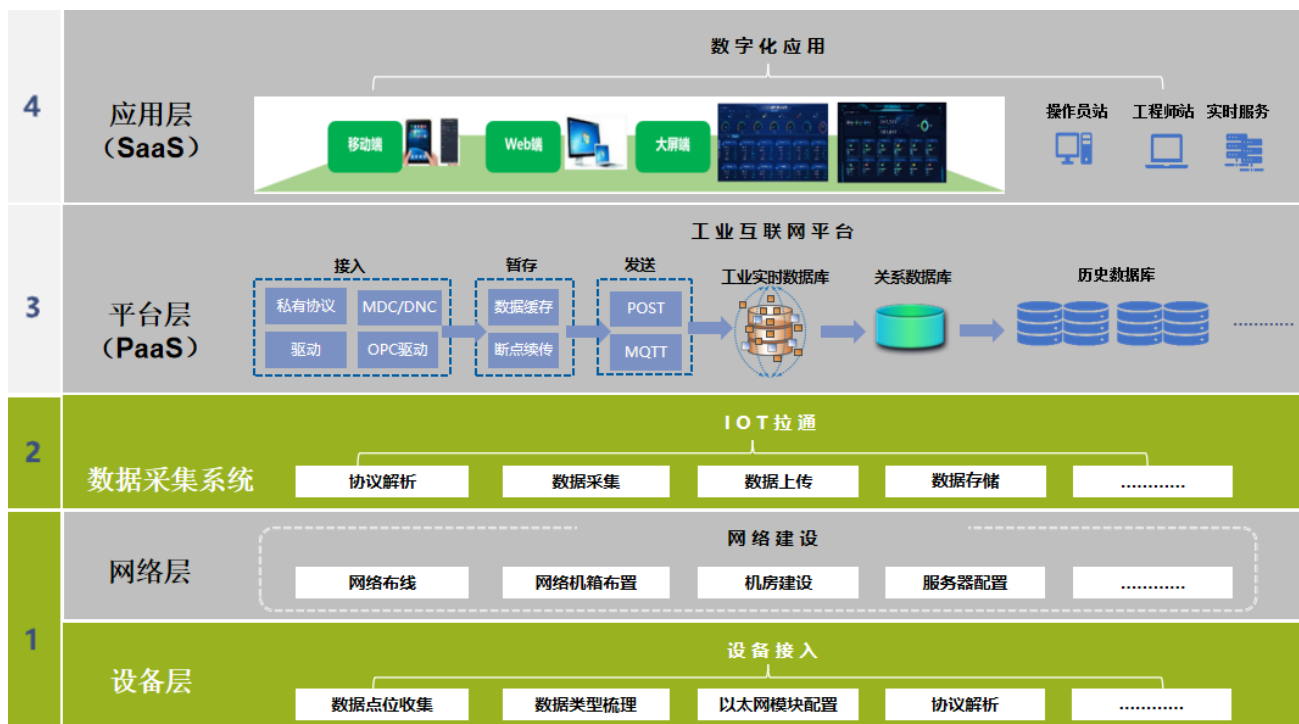 数字化应用
4
应用层
（SaaS）
移动端
Web端
大屏端
操作员站
工程师站
实时服务
工业互联网平台
3
平台层
（PaaS）
接入
私有协议
MDC/DNC
驱动
OPC驱动
暂存
数据缓存
断点续传
发送
POST
MQTT
工业实时数据库
关系数据库
历史数据库
…………
IOT拉通
2
数据采集系统
协议解析
数据采集
数据上传
数据存储
…………
网络建设
1
网络层
网络布线
网络机箱布置
机房建设
服务器配置
…………
设备接入
设备层
数据点位收集
数据类型梳理
以太网模块配置
协议解析
…………